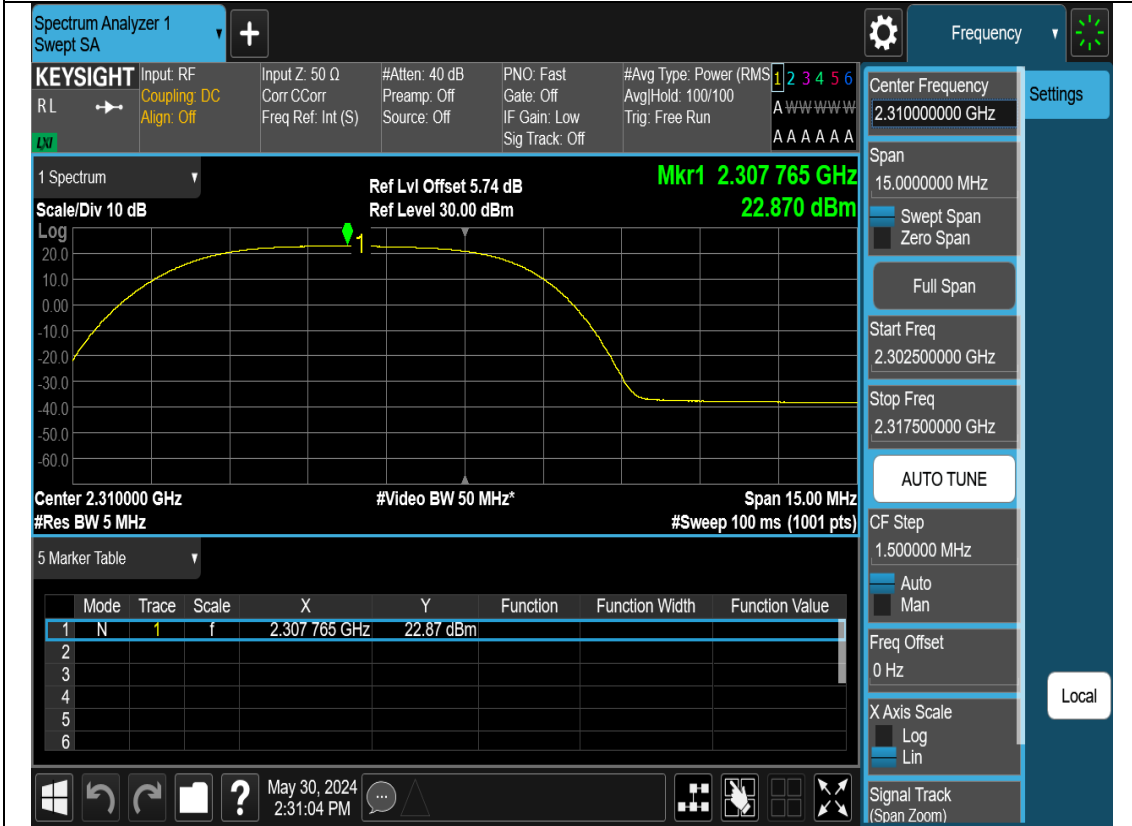 Spectrum Analyzer 1
Swept SA
+
Frequency
KEYSIGHT
R L
LXI
Input: RF
Coupling: DC
Align: Off
Input Z: 50 Ω
Corr CCorr
Freq Ref: Int (S)
#Atten: 40 dB
Preamp: Off
Source: Off
PNO: Fast
Gate: Off
IF Gain: Low
Sig Track: Off
#Avg Type: Power (RMS
Avg|Hold: 100/100
Trig: Free Run
1 2 3 4 5 6
A W W W W W
A A A A A A
1 Spectrum
Scale/Div 10 dB
Ref Lvl Offset 5.74 dB
Ref Level 30.00 dBm
Mkr1 2.307 765 GHz
22.870 dBm
Log
1
20.0
10.0
0.00
-10.0
-20.0
-30.0
-40.0
-50.0
-60.0
Center 2.310000 GHz
#Video BW 50 MHz*
Span 15.00 MHz
#Res BW 5 MHz
#Sweep 100 ms (1001 pts)
5 Marker Table
Mode Trace Scale X Y Function Function Width Function Value
1 N 1 f 2.307 765 GHz 22.87 dBm
2
3
4
5
6
Center Frequency
2.310000000 GHz
Settings
Span
15.0000000 MHz
Swept Span
Zero Span
Full Span
Start Freq
2.302500000 GHz
Stop Freq
2.317500000 GHz
AUTO TUNE
CF Step
1.500000 MHz
Auto
Man
Freq Offset
0 Hz
X Axis Scale
Log
Lin
Local
Signal Track
(Span Zoom)
?
May 30, 2024
2:31:04 PM